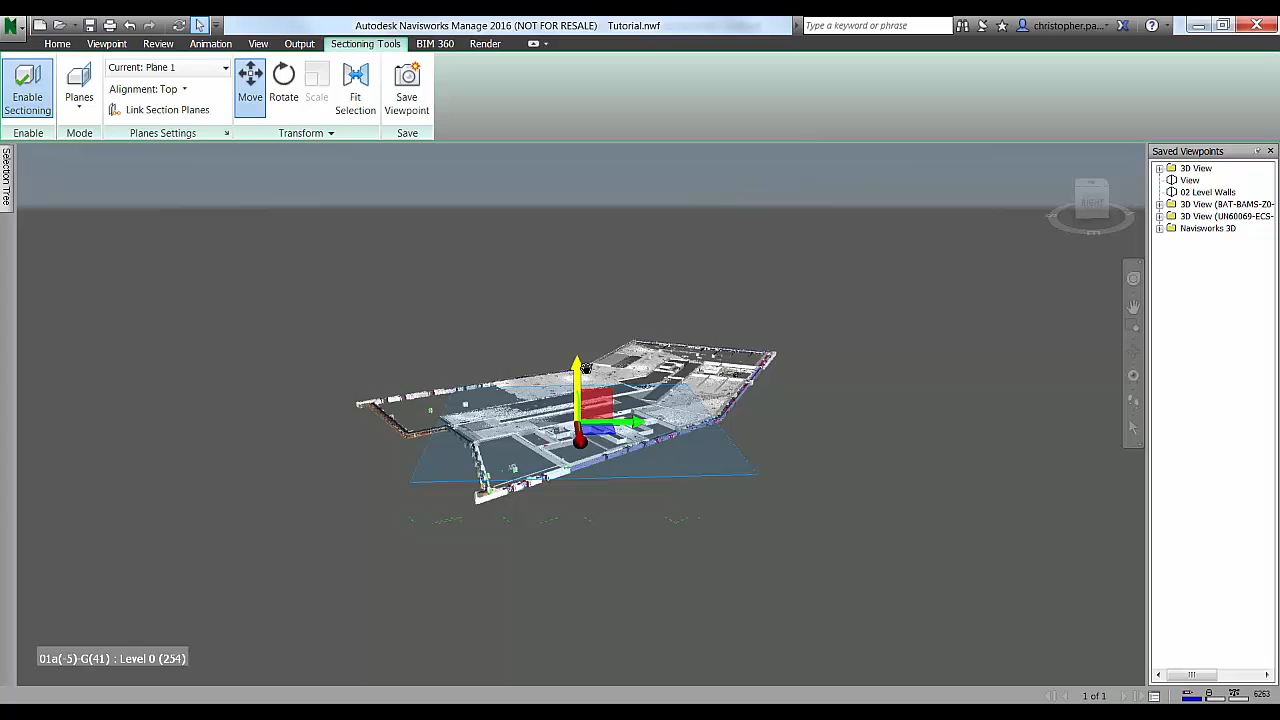 Autodesk Navisworks Manage 2016 (NOT FOR RESALE) Tutorial.nwf
Type a keyword or phrase
christopher.pa...
Home Viewpoint Review Animation View Output Sectioning Tools BIM 360 Render
Enable Sectioning
Planes
Current: Plane 1
Alignment: Top
Link Section Planes
Move
Rotate
Scale
Fit Selection
Save Viewpoint
Enable Mode Planes Settings Transform Save
Selection Tree
Saved Viewpoints
3D View
View
02 Level Walls
3D View (BAT-BAMS-Z0-
3D View (UN60069-ECS-
Navisworks 3D
RIGHT
01a(-5)-G(41) : Level 0 (254)
1 of 1
6263